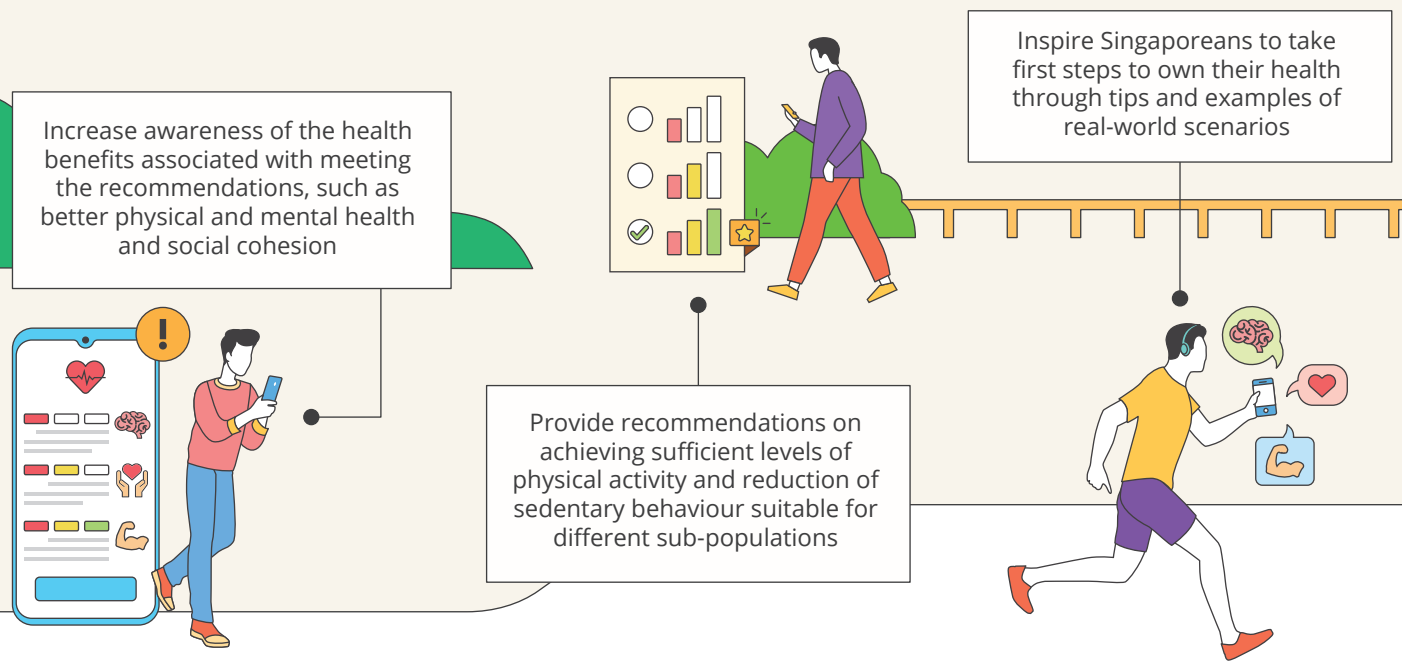 Increase awareness of the health
benefits associated with meeting
the recommendations, such as
better physical and mental health
and social cohesion
Provide recommendations on
achieving sufficient levels of
physical activity and reduction of
sedentary behaviour suitable for
different sub-populations
Inspire Singaporeans to take
first steps to own their health
through tips and examples of
real-world scenarios